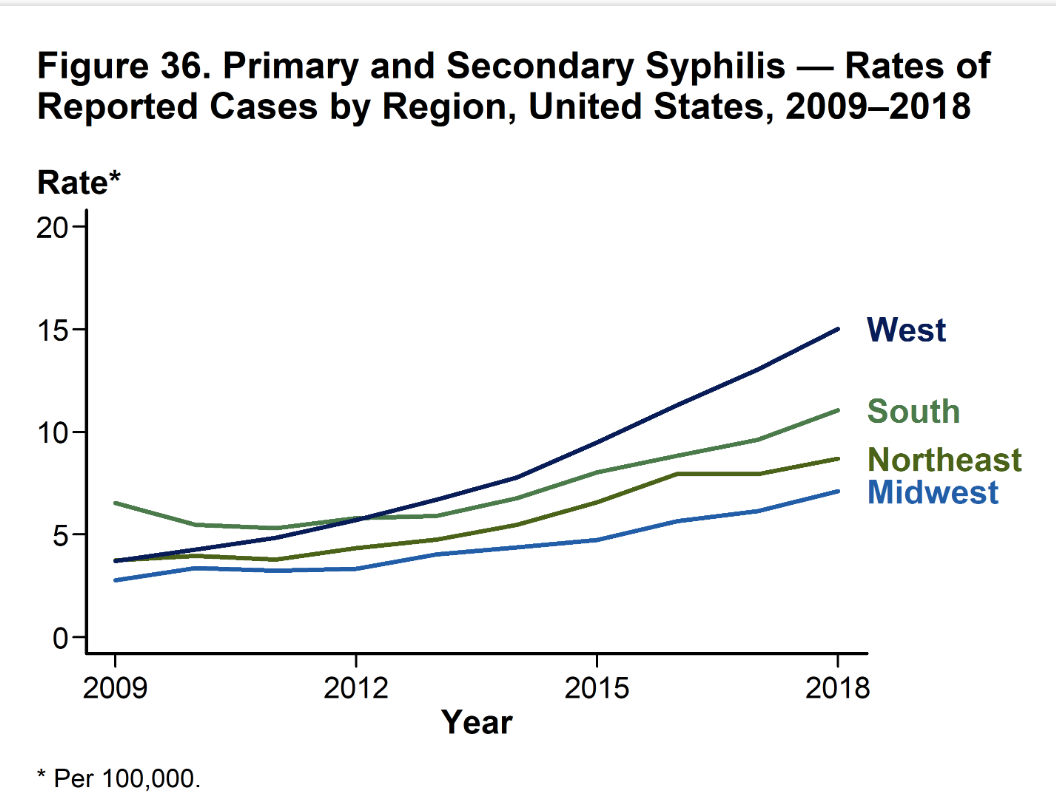 Figure 36. Primary and Secondary Syphilis — Rates of
Reported Cases by Region, United States, 2009–2018
Rate*
20
15
10
5
0
West
South
Northeast
Midwest
2009
2012
2015
2018
Year
* Per 100,000.